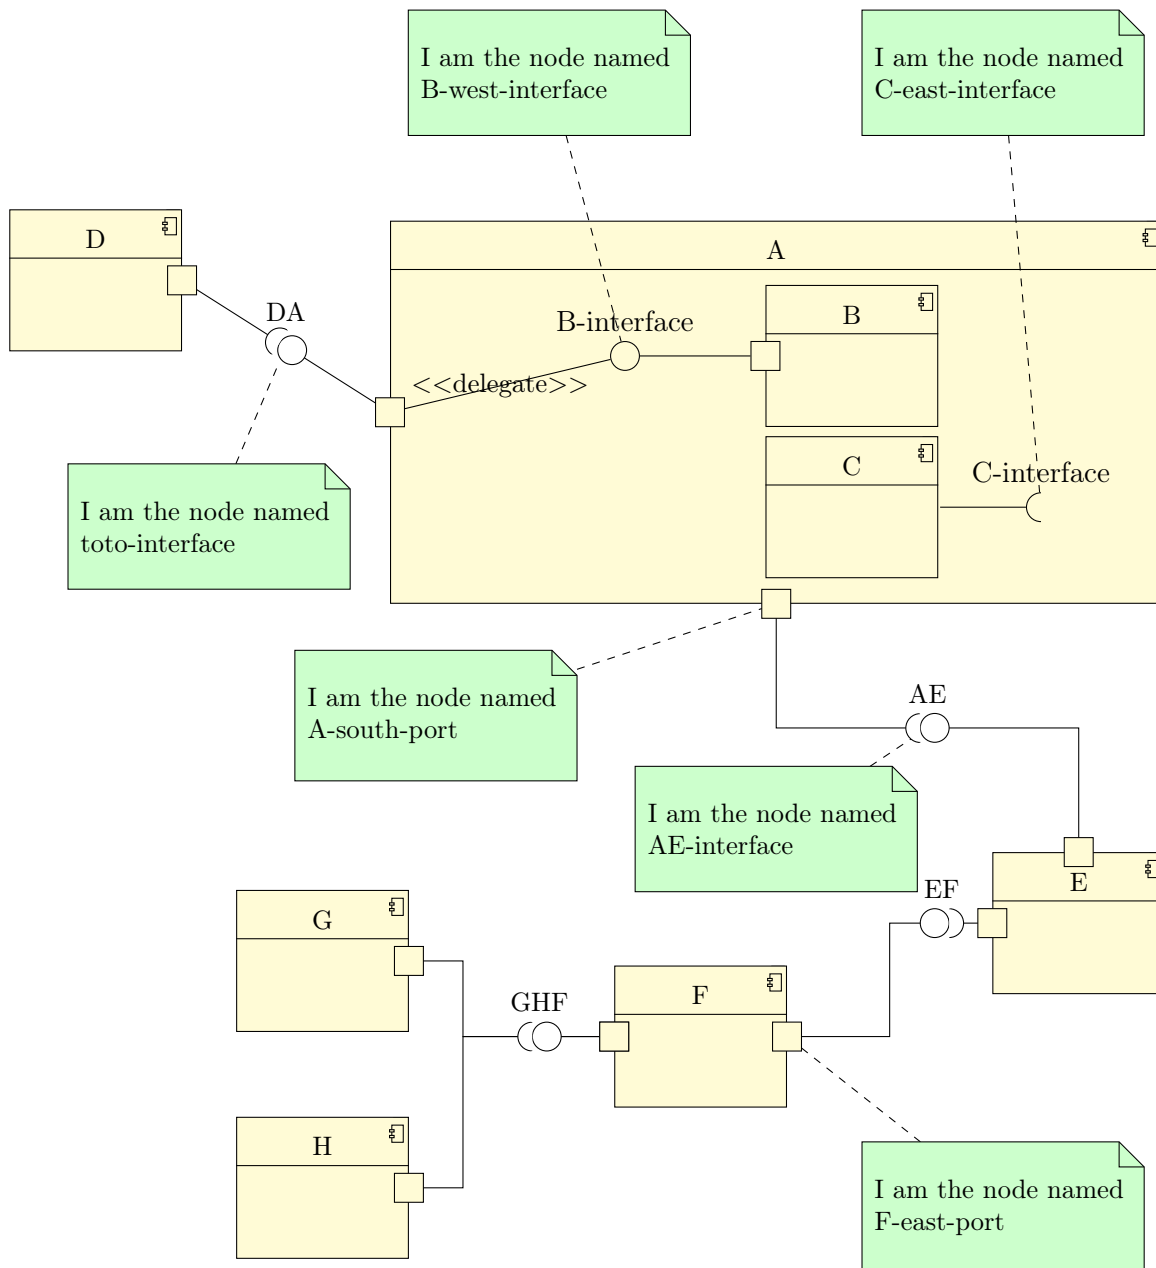 I am the node named
B-west-interface
I am the node named
C-east-interface
D
A
DA
B-interface
B
<<delegate>>
C
C-interface
I am the node named
toto-interface
I am the node named
A-south-port
AE
I am the node named
AE-interface
E
EF
G
F
GHF
H
I am the node named
F-east-port